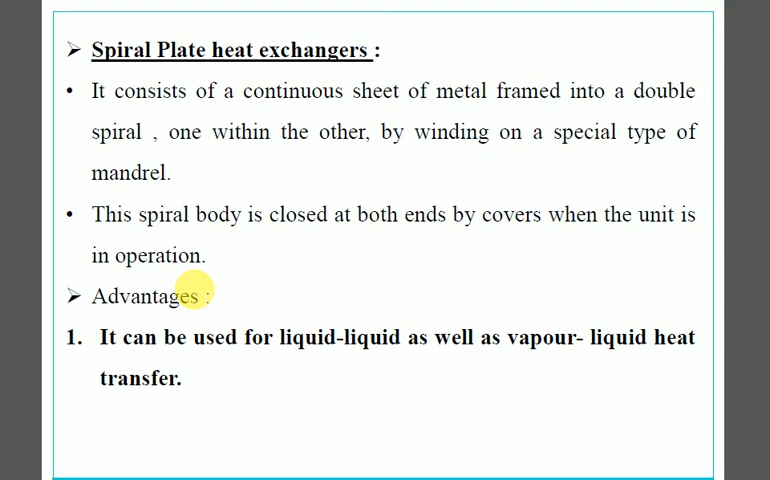 ➢ Spiral Plate heat exchangers :
• It consists of a continuous sheet of metal framed into a double
spiral , one within the other, by winding on a special type of
mandrel.
• This spiral body is closed at both ends by covers when the unit is
in operation.
➢ Advantages :
1. It can be used for liquid-liquid as well as vapour- liquid heat
transfer.